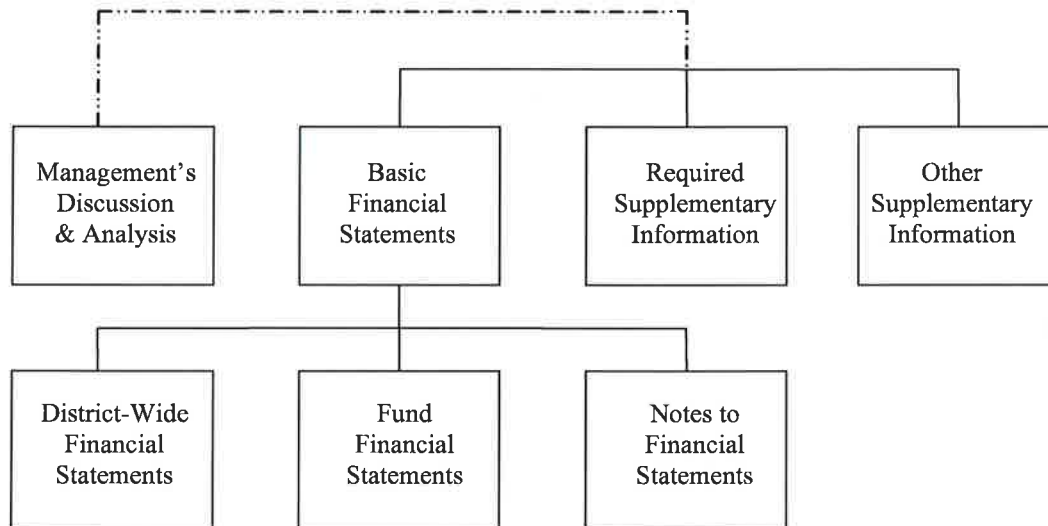 Management's
Discussion
& Analysis
Basic
Financial
Statements
Required
Supplementary
Information
Other
Supplementary
Information
District-Wide
Financial
Statements
Fund
Financial
Statements
Notes to
Financial
Statements